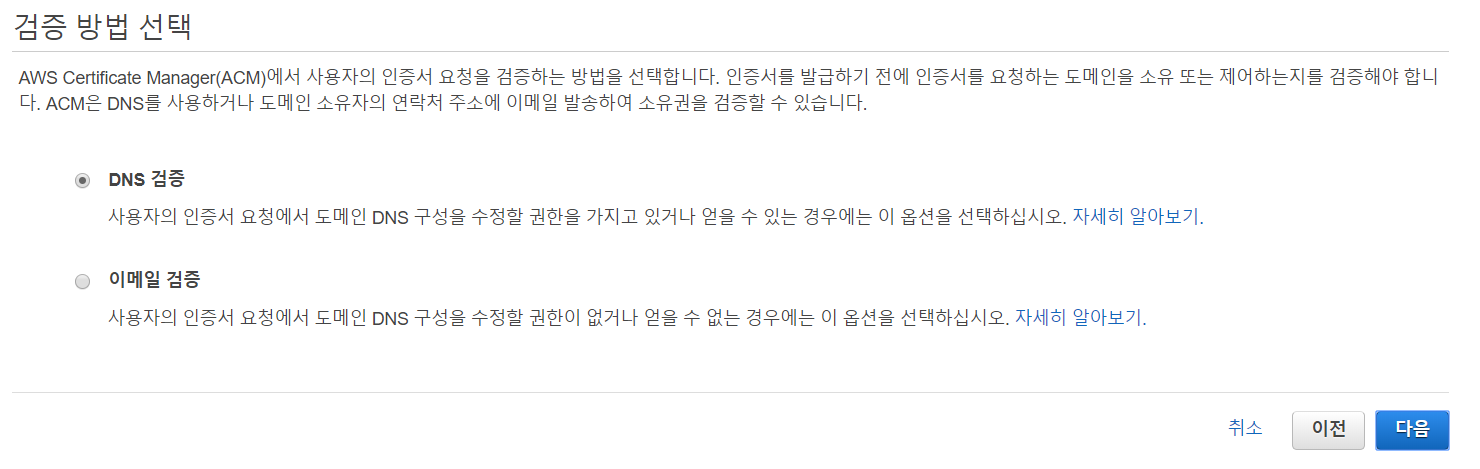 검증 방법 선택
AWS Certificate Manager(ACM)에서 사용자의 인증서 요청을 검증하는 방법을 선택합니다. 인증서를 발급하기 전에 인증서를 요청하는 도메인을 소유 또는 제어하는지를 검증해야 합니
다. ACM은 DNS를 사용하거나 도메인 소유자의 연락처 주소에 이메일 발송하여 소유권을 검증할 수 있습니다.
DNS 검증
사용자의 인증서 요청에서 도메인 DNS 구성을 수정할 권한을 가지고 있거나 얻을 수 있는 경우에는 이 옵션을 선택하십시오. 자세히 알아보기.
이메일 검증
사용자의 인증서 요청에서 도메인 DNS 구성을 수정할 권한이 없거나 얻을 수 없는 경우에는 이 옵션을 선택하십시오. 자세히 알아보기.
취소 이전 다음